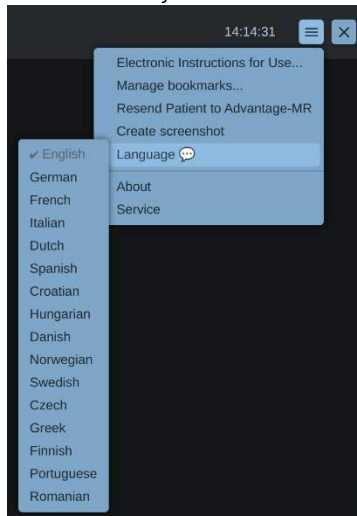 14:14:31
Electronic Instructions for Use...
Manage bookmarks...
Resend Patient to Advantage-MR
Create screenshot
Language 💬
About
Service
✔ English
German
French
Italian
Dutch
Spanish
Croatian
Hungarian
Danish
Norwegian
Swedish
Czech
Greek
Finnish
Portuguese
Romanian